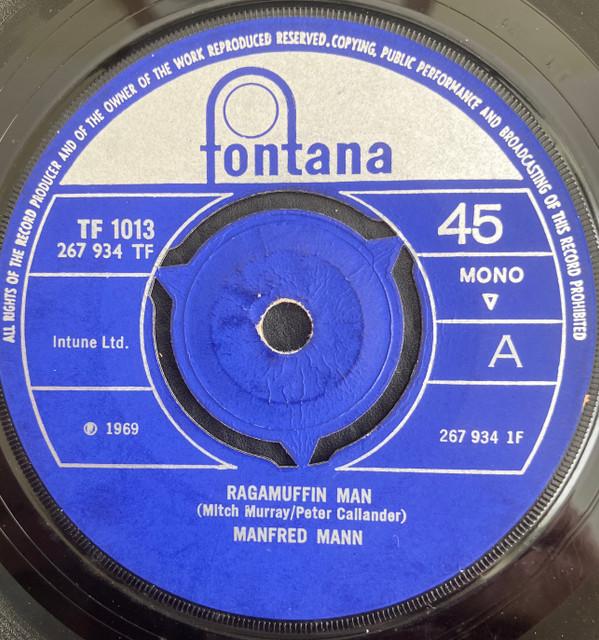 ALL RIGHTS OF THE RECORD PRODUCER AND OF THE OWNER OF THE WORK REPRODUCED RESERVED. COPYING, PUBLIC PERFORMANCE AND BROADCASTING OF THIS RECORD PROHIBITED
fontana
TF 1013
267 934 TF
45
MONO
Intune Ltd.
A
℗ 1969
267 934 1F
RAGAMUFFIN MAN
(Mitch Murray/Peter Callander)
MANFRED MANN